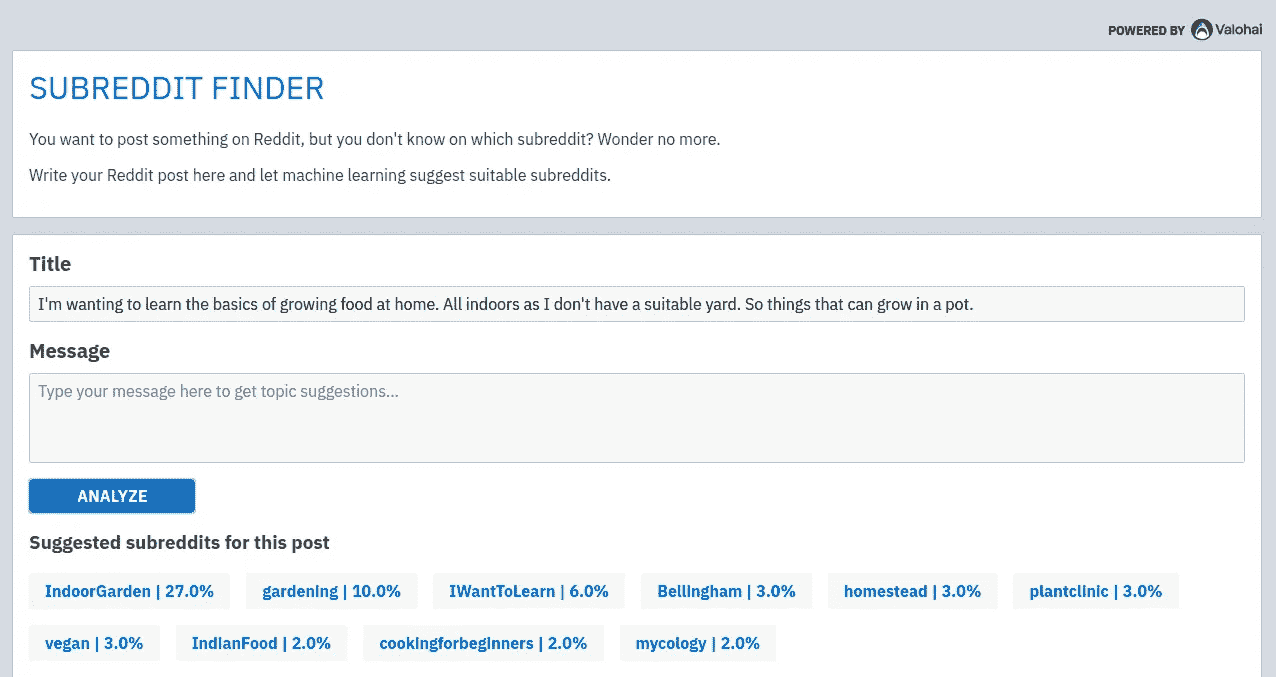 POWERED BY Valohai
SUBREDDIT FINDER
You want to post something on Reddit, but you don't know on which subreddit? Wonder no more.
Write your Reddit post here and let machine learning suggest suitable subreddits.
Title
I'm wanting to learn the basics of growing food at home. All indoors as I don't have a suitable yard. So things that can grow in a pot.
Message
Type your message here to get topic suggestions...
ANALYZE
Suggested subreddits for this post
IndoorGarden | 27.0% gardening | 10.0% IWantToLearn | 6.0% Bellingham | 3.0% homestead | 3.0% plantclinic | 3.0%
vegan | 3.0% IndianFood | 2.0% cookingforbeginners | 2.0% mycology | 2.0%